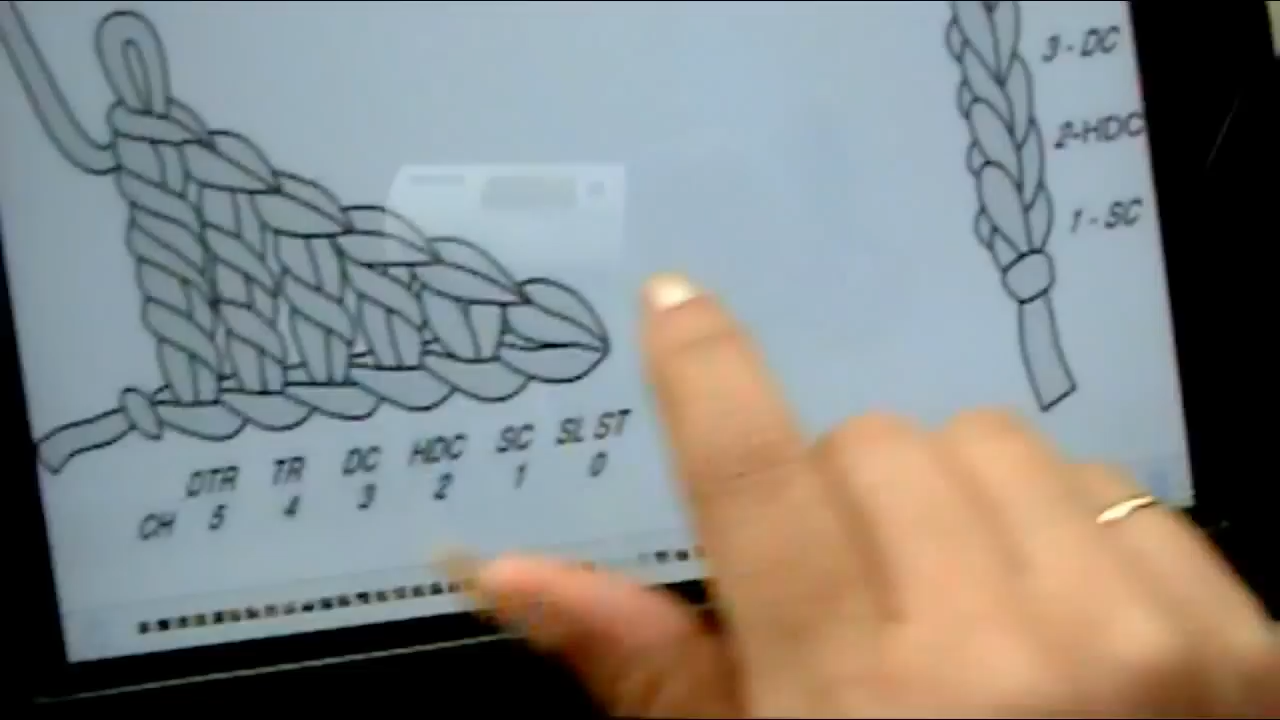 3 - DC
2-HDC
1 - SC
DTR TR DC HDC SC SL ST
CH 5 4 3 2 1 0